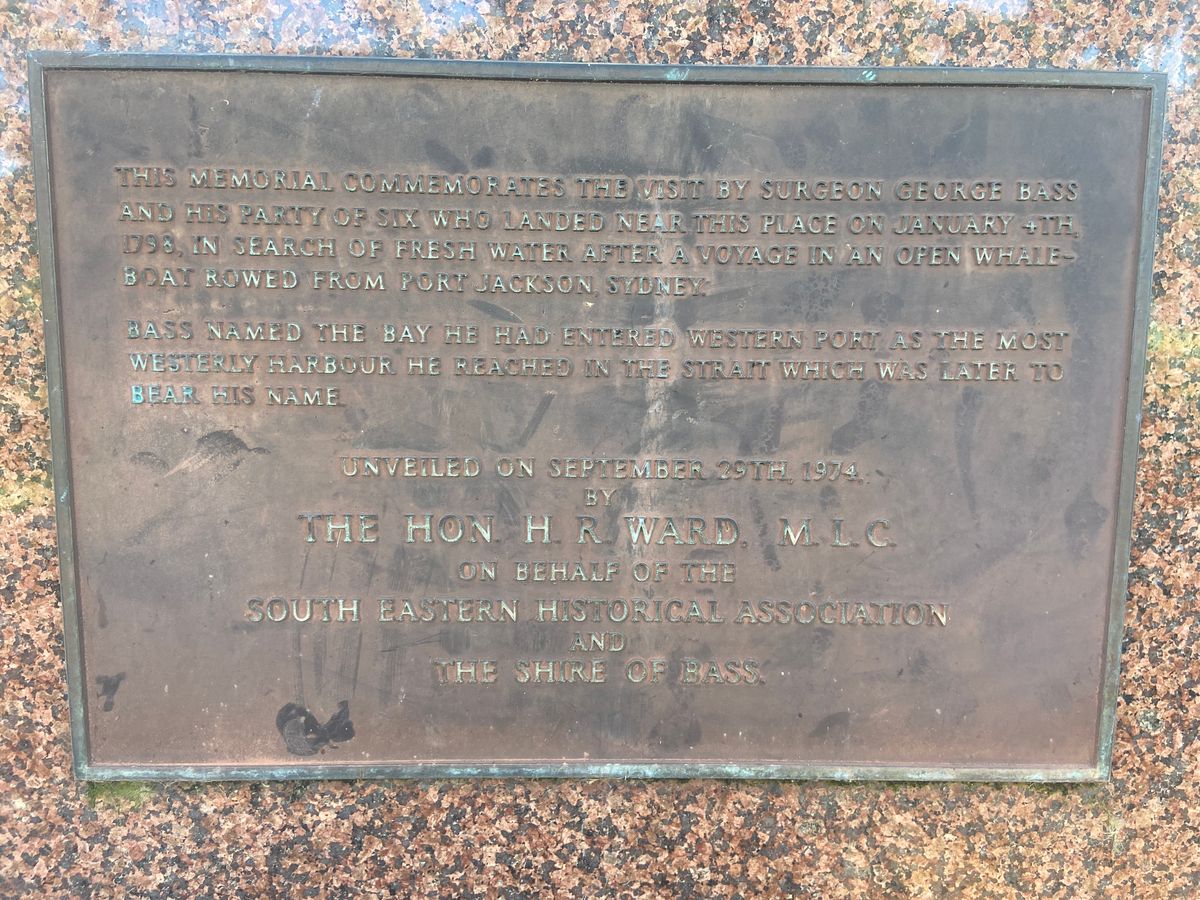 THIS MEMORIAL COMMEMORATES THE VISIT BY SURGEON GEORGE BASS
AND HIS PARTY OF SIX WHO LANDED NEAR THIS PLACE ON JANUARY 4TH,
1798, IN SEARCH OF FRESH WATER AFTER A VOYAGE IN AN OPEN WHALE-
BOAT ROWED FROM PORT JACKSON, SYDNEY.
BASS NAMED THE BAY HE HAD ENTERED WESTERN PORT AS THE MOST
WESTERLY HARBOUR HE REACHED IN THE STRAIT WHICH WAS LATER TO
BEAR HIS NAME.
UNVEILED ON SEPTEMBER 29TH, 1974,
BY
THE HON. H. R. WARD, M. L. C.
ON BEHALF OF THE
SOUTH EASTERN HISTORICAL ASSOCIATION
AND
THE SHIRE OF BASS.